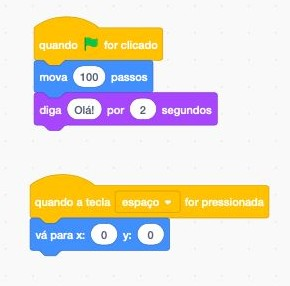 quando for clicado
mova 100 passos
diga Olá! por 2 segundos
quando a tecla espaço for pressionada
vá para x: 0 y: 0